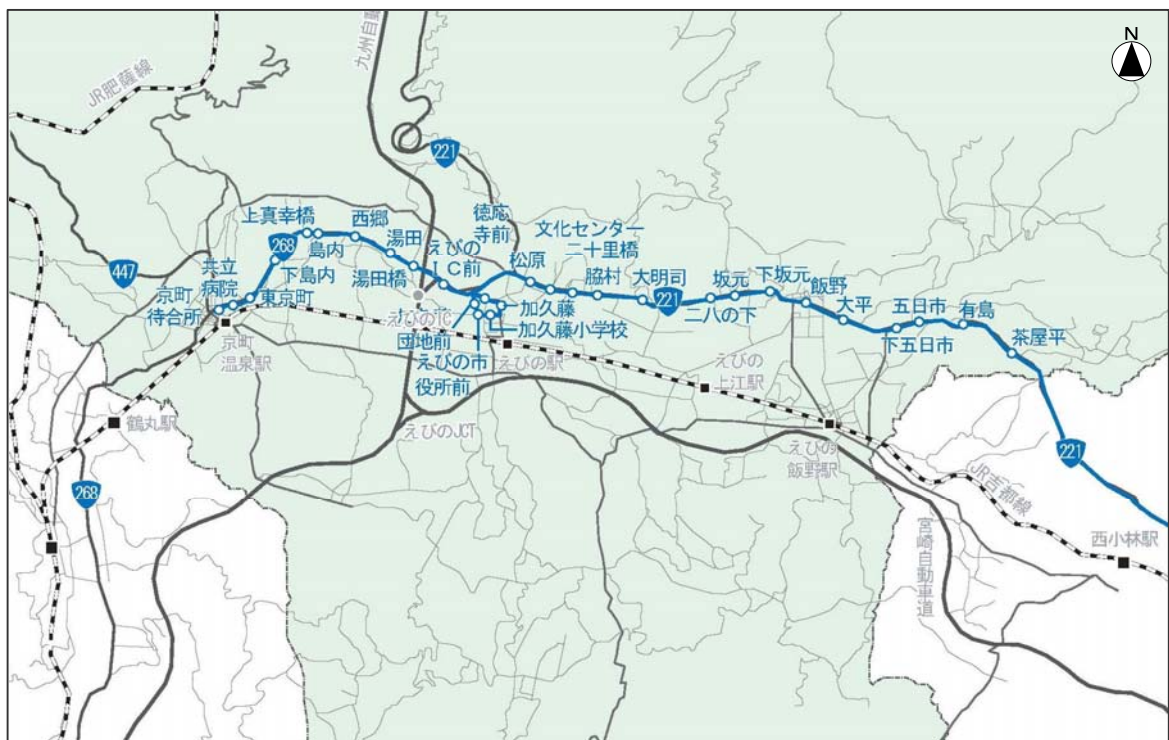 N
九州自動
JR肥薩線
221
上真幸橋
西郷
徳応
寺前
文化センター
二十里橋
島内
湯田
えびの
IC前
松原
脇村
大明司
坂元
下坂元
飯野
268
447
共立
病院
下島内
湯田橋
221
二八の下
大平
五日市
有島
京町
待合所
東京町
えびのIC
加久藤
下五日市
茶屋平
団地前
加久藤小学校
京町
温泉駅
えびの市
役所前
えびの駅
えびの
上江駅
鶴丸駅
えびのJCT
えびの
飯野駅
221
268
JR吉都線
宮崎自動車道
西小林駅